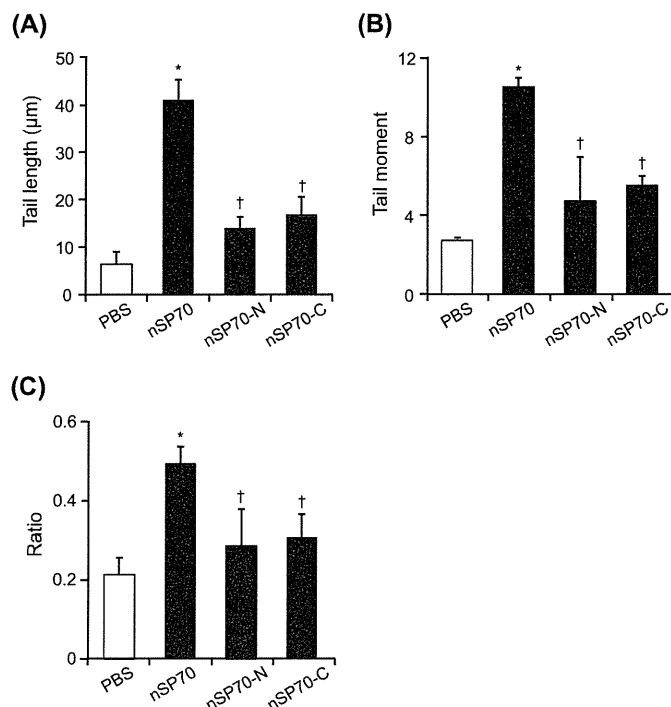 (A)
Tail length (μm)
50
40
30
20
10
0
*
†
†
PBS
nSP70
nSP70-N
nSP70-C
(B)
Tail moment
12
8
4
0
*
†
†
PBS
nSP70
nSP70-N
nSP70-C
(C)
Ratio
0.6
0.4
0.2
0
*
†
†
PBS
nSP70
nSP70-N
nSP70-C